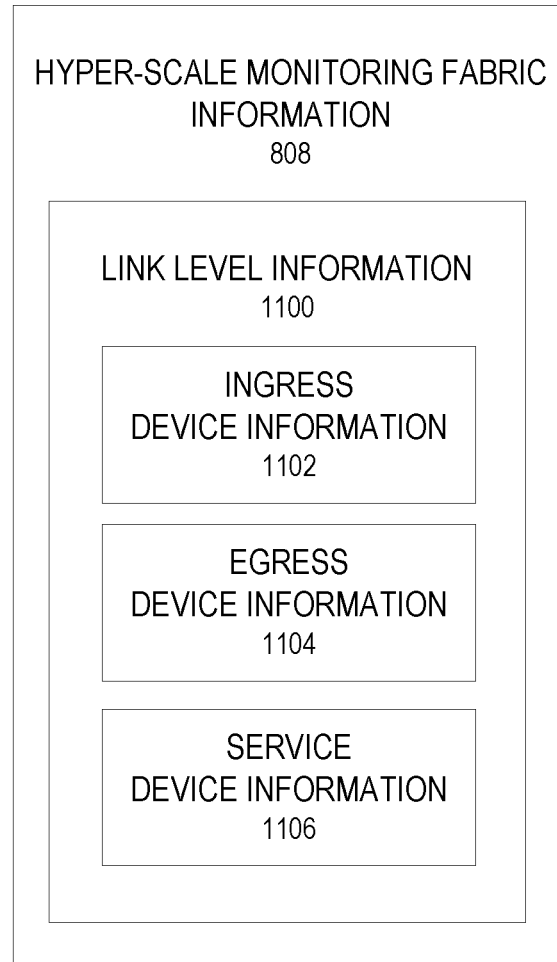 HYPER-SCALE MONITORING FABRIC
INFORMATION
808
LINK LEVEL INFORMATION
1100
INGRESS
DEVICE INFORMATION
1102
EGRESS
DEVICE INFORMATION
1104
SERVICE
DEVICE INFORMATION
1106